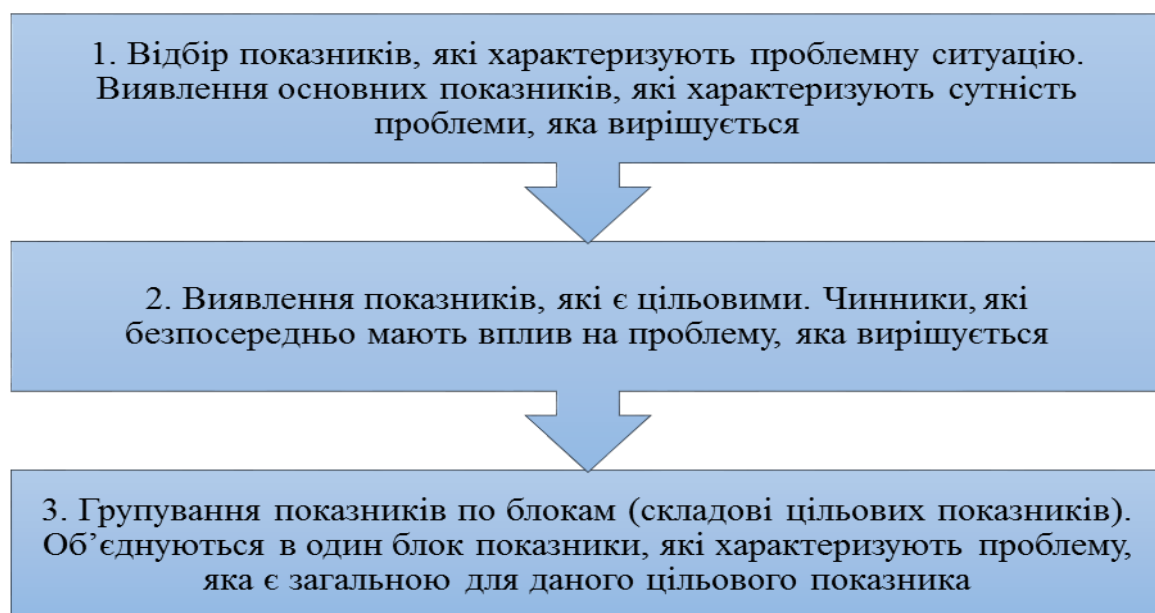 1. Відбір показників, які характеризують проблемну ситуацію.
Виявлення основних показників, які характеризують сутність
проблеми, яка вирішується
2. Виявлення показників, які є цільовими. Чинники, які
безпосередньо мають вплив на проблему, яка вирішується
3. Групування показників по блокам (складові цільових показників).
Об’єднуються в один блок показники, які характеризують проблему,
яка є загальною для даного цільового показника